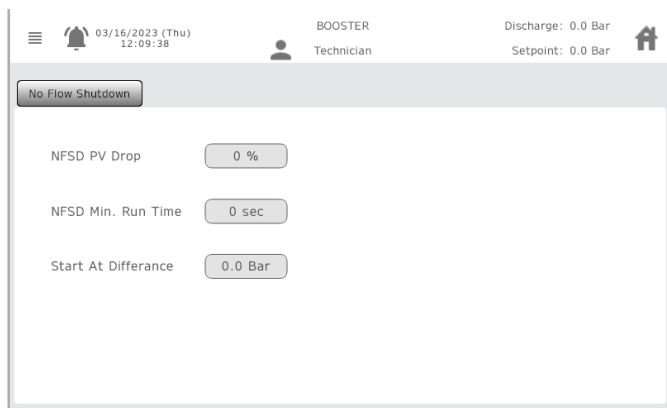 03/16/2023 (Thu)
12:09:38
BOOSTER
Technician
Discharge: 0.0 Bar
Setpoint: 0.0 Bar
No Flow Shutdown
NFSD PV Drop 0 %
NFSD Min. Run Time 0 sec
Start At Differance 0.0 Bar